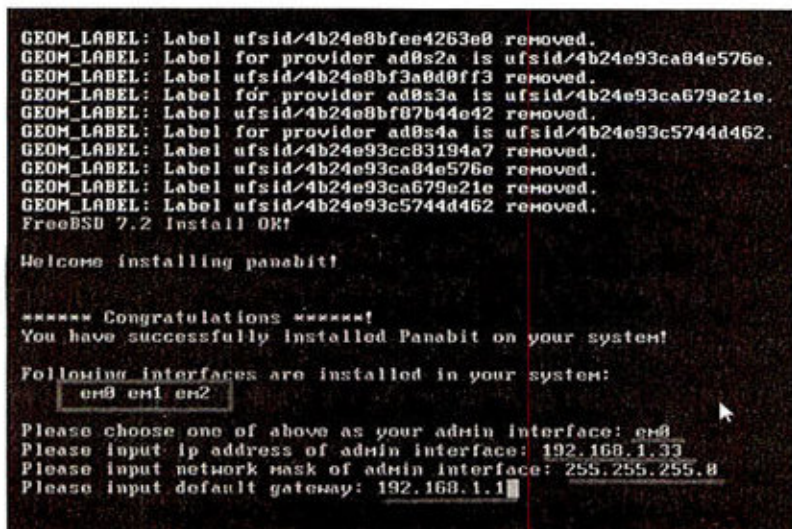 GEOM_LABEL: Label ufsid/4b24e8bfee4263e0 removed.
GEOM_LABEL: Label for provider ad0s2a is ufsid/4b24e93ca84e576e.
GEOM_LABEL: Label ufsid/4b24e8bf3a0d0ff3 removed.
GEOM_LABEL: Label for provider ad0s3a is ufsid/4b24e93ca679e21e.
GEOM_LABEL: Label ufsid/4b24e8bf87b44e42 removed.
GEOM_LABEL: Label for provider ad0s4a is ufsid/4b24e93c5744d462.
GEOM_LABEL: Label ufsid/4b24e93cc83194a7 removed.
GEOM_LABEL: Label ufsid/4b24e93ca84e576e removed.
GEOM_LABEL: Label ufsid/4b24e93ca679e21e removed.
GEOM_LABEL: Label ufsid/4b24e93c5744d462 removed.
FreeBSD 7.2 Install OK!
Welcome installing panabit!
****** Congratulations ******!
You have successfully installed Panabit on your system!
Following interfaces are installed in your system:
em0 em1 em2
Please choose one of above as your admin interface: em0
Please input ip address of admin interface: 192.168.1.33
Please input network mask of admin interface: 255.255.255.0
Please input default gateway: 192.168.1.1